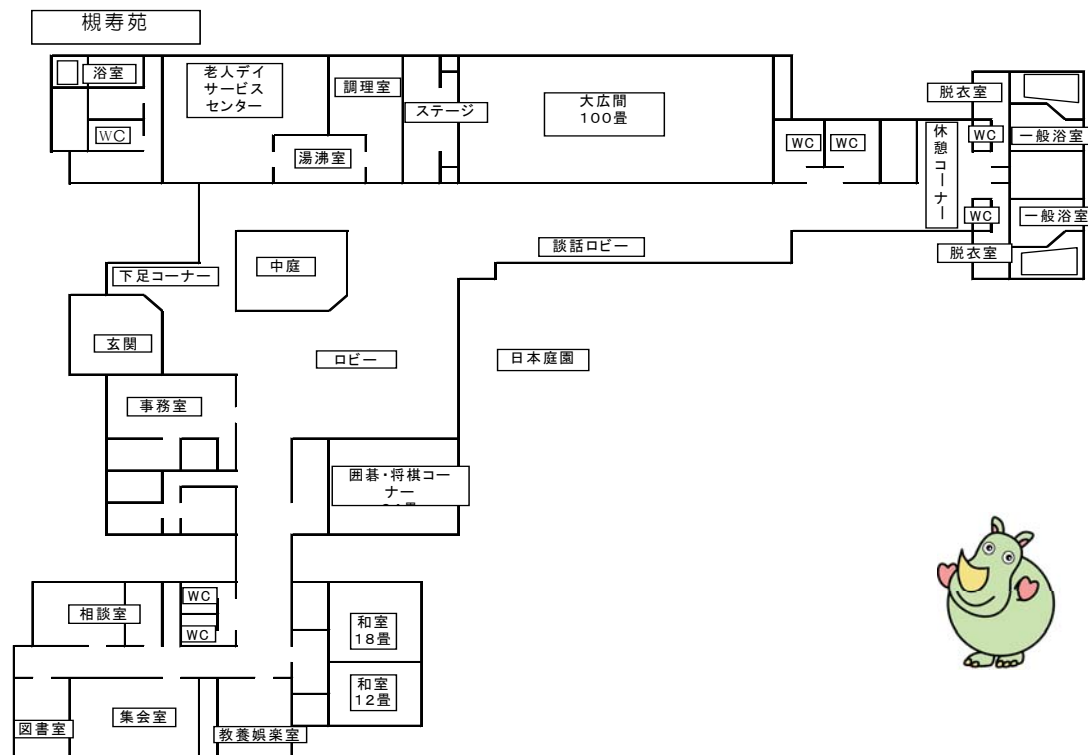 槻寿苑
浴室
老人デイ
サービス
センター
調理室
ステージ
大広間
100畳
脱衣室
WC
一般浴室
WC
湯沸室
WC
WC
休憩コーナー
WC
一般浴室
脱衣室
談話ロビー
下足コーナー
中庭
玄関
ロビー
日本庭園
事務室
囲碁・将棋コー
ナー
相談室
WC
WC
和室
18畳
和室
12畳
図書室
集会室
教養娯楽室